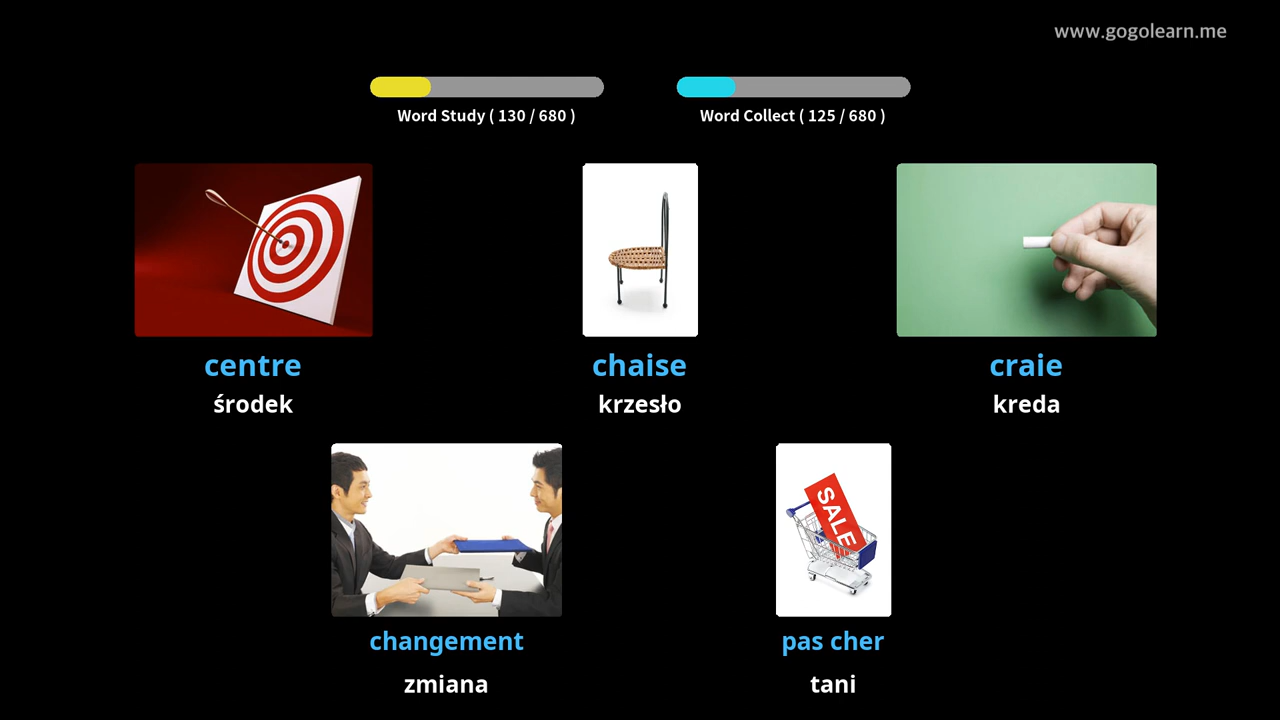 www.gogolearn.me
Word Study ( 130 / 680 )
Word Collect ( 125 / 680 )
centre
środek
chaise
krzesło
craie
kreda
SALE
changement
zmiana
pas cher
tani